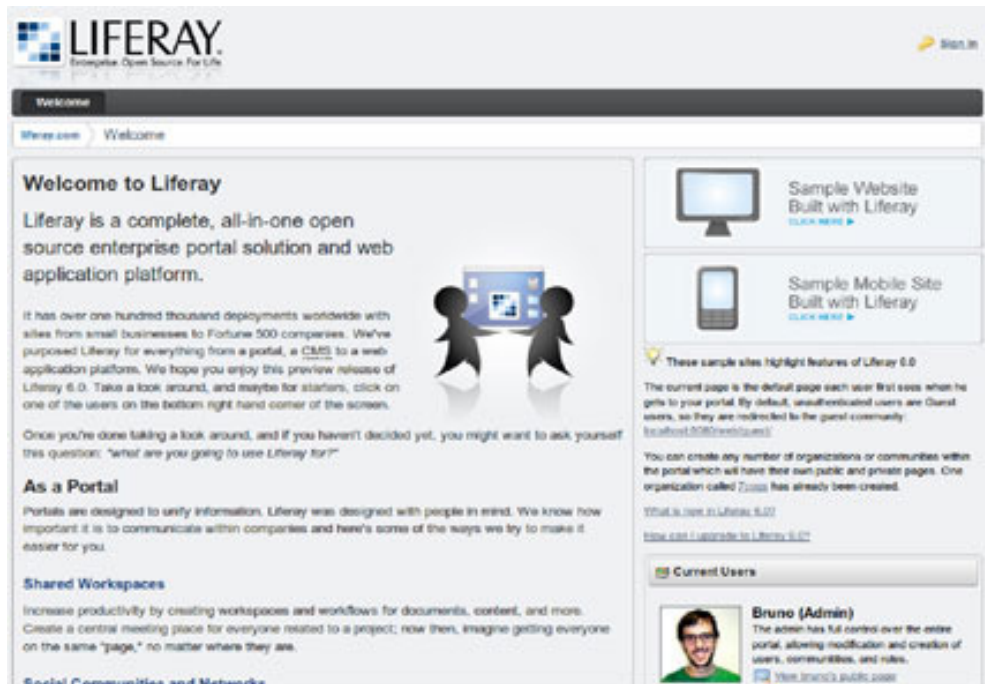 LIFERAY.
Enterprise. Open Source. For Life
Sign In
Welcome
liferay.com
Welcome
Welcome to Liferay
Liferay is a complete, all-in-one open
source enterprise portal solution and web
application platform.
It has over one hundred thousand deployments worldwide with
sites from small businesses to Fortune 500 companies. We've
purposed Liferay for everything from a portal, a CMS to a web
application platform. We hope you enjoy this preview release of
Liferay 6.0. Take a look around, and maybe for starters, click on
one of the users on the bottom right hand corner of the screen.
Once you're done taking a look around, and if you haven't decided yet, you might want to ask yourself
this question: "what are you going to use Liferay for?"
As a Portal
Portals are designed to unify information. Liferay was designed with people in mind. We know how
important it is to communicate within companies and here's some of the ways we try to make it
easier for you.
Shared Workspaces
Increase productivity by creating workspaces and workflows for documents, content, and more.
Create a central meeting place for everyone related to a project; now then, imagine getting everyone
on the same "page," no matter where they are.
Social Communities and Networks
Sample Website
Built with Liferay
CLICK HERE
Sample Mobile Site
Built with Liferay
CLICK HERE
These sample sites highlight features of Liferay 6.0
The current page is the default page each user first sees when he
gets to your portal. By default, unauthenticated users are Guest
users, so they are redirected to the guest community:
localhost:8080/web/guest/
You can create any number of organizations or communities within
the portal which will have their own public and private pages. One
organization called 7cogs has already been created.
What is new in Liferay 6.0?
How can I upgrade to Liferay 6.0?
Current Users
Bruno (Admin)
The admin has full control over the entire
portal, allowing modification and creation of
users, communities, and roles.
View bruno's public page